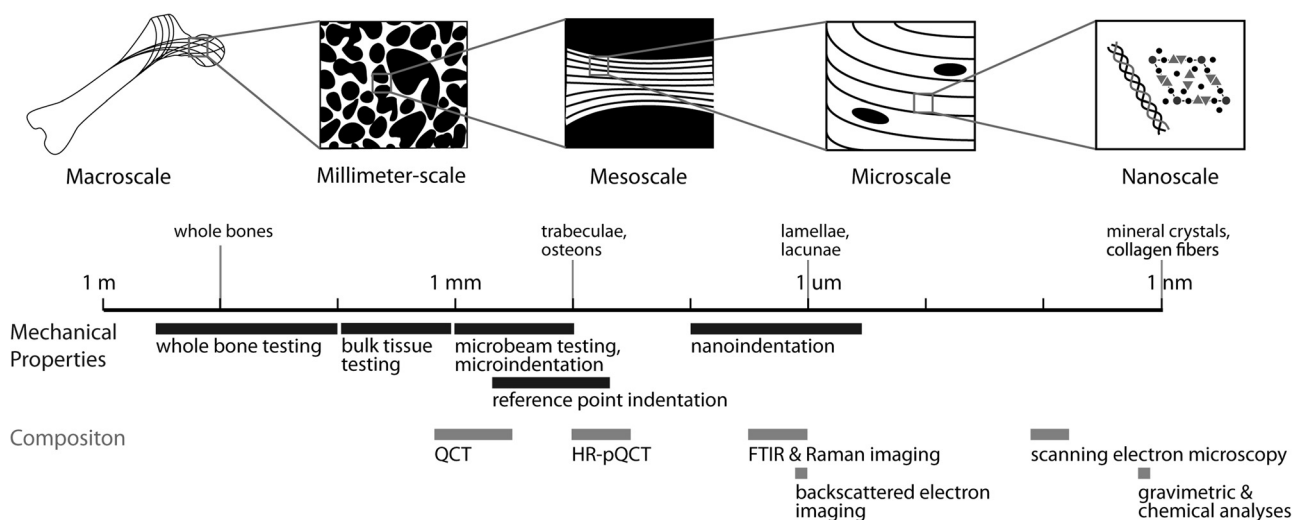 Macroscale
Millimeter-scale
Mesoscale
Microscale
Nanoscale
whole bones
trabeculae,
osteons
lamellae,
lacunae
mineral crystals,
collagen fibers
1 m
1 mm
1 um
1 nm
Mechanical
Properties
whole bone testing
bulk tissue
testing
microbeam testing,
microindentation
nanoindentation
reference point indentation
Compositon
QCT
HR-pQCT
FTIR & Raman imaging
scanning electron microscopy
backscattered electron
imaging
gravimetric &
chemical analyses